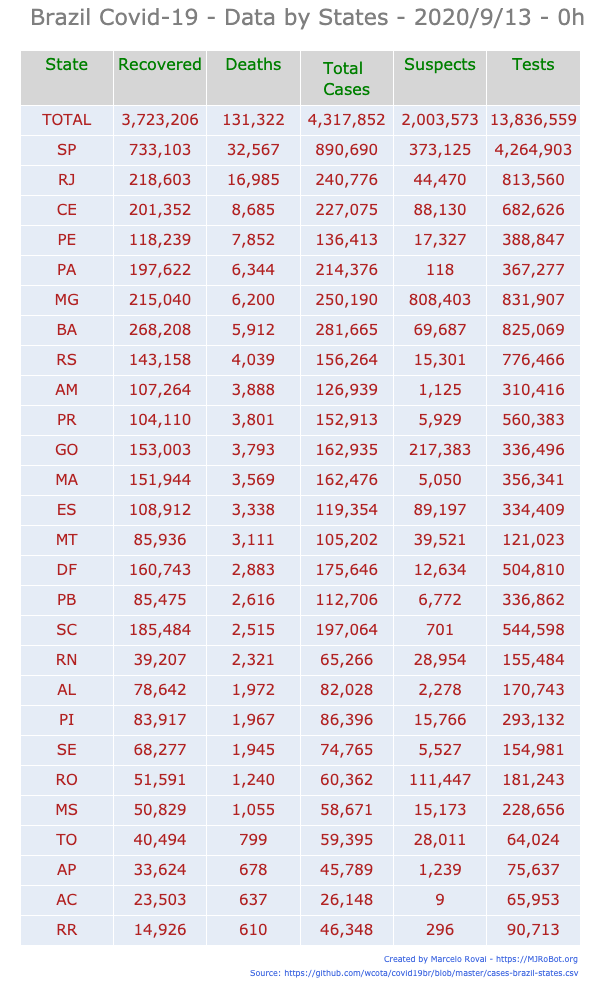 Brazil Covid-19 - Data by States - 2020/9/13 - 0h
State Recovered Deaths Total Cases Suspects Tests
TOTAL 3,723,206 131,322 4,317,852 2,003,573 13,836,559
SP 733,103 32,567 890,690 373,125 4,264,903
RJ 218,603 16,985 240,776 44,470 813,560
CE 201,352 8,685 227,075 88,130 682,626
PE 118,239 7,852 136,413 17,327 388,847
PA 197,622 6,344 214,376 118 367,277
MG 215,040 6,200 250,190 808,403 831,907
BA 268,208 5,912 281,665 69,687 825,069
RS 143,158 4,039 156,264 15,301 776,466
AM 107,264 3,888 126,939 1,125 310,416
PR 104,110 3,801 152,913 5,929 560,383
GO 153,003 3,793 162,935 217,383 336,496
MA 151,944 3,569 162,476 5,050 356,341
ES 108,912 3,338 119,354 89,197 334,409
MT 85,936 3,111 105,202 39,521 121,023
DF 160,743 2,883 175,646 12,634 504,810
PB 85,475 2,616 112,706 6,772 336,862
SC 185,484 2,515 197,064 701 544,598
RN 39,207 2,321 65,266 28,954 155,484
AL 78,642 1,972 82,028 2,278 170,743
PI 83,917 1,967 86,396 15,766 293,132
SE 68,277 1,945 74,765 5,527 154,981
RO 51,591 1,240 60,362 111,447 181,243
MS 50,829 1,055 58,671 15,173 228,656
TO 40,494 799 59,395 28,011 64,024
AP 33,624 678 45,789 1,239 75,637
AC 23,503 637 26,148 9 65,953
RR 14,926 610 46,348 296 90,713
Created by Marcelo Rovai - https://MJRoBot.org
Source: https://github.com/wcota/covid19br/blob/master/cases-brazil-states.csv